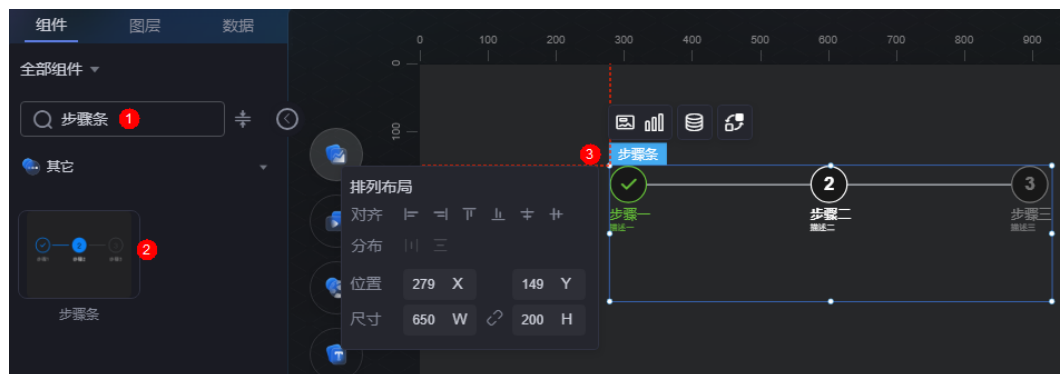 组件 图层 数据
全部组件
步骤条 1
其它
2
步骤条
0 100 200 300 400 500 600 700 800 900
0
100
3
步骤条
排列布局
对齐
分布
位置 279 X 149 Y
尺寸 650 W 200 H
2 3
步骤一 步骤二 步骤三
描述一 描述二 描述三